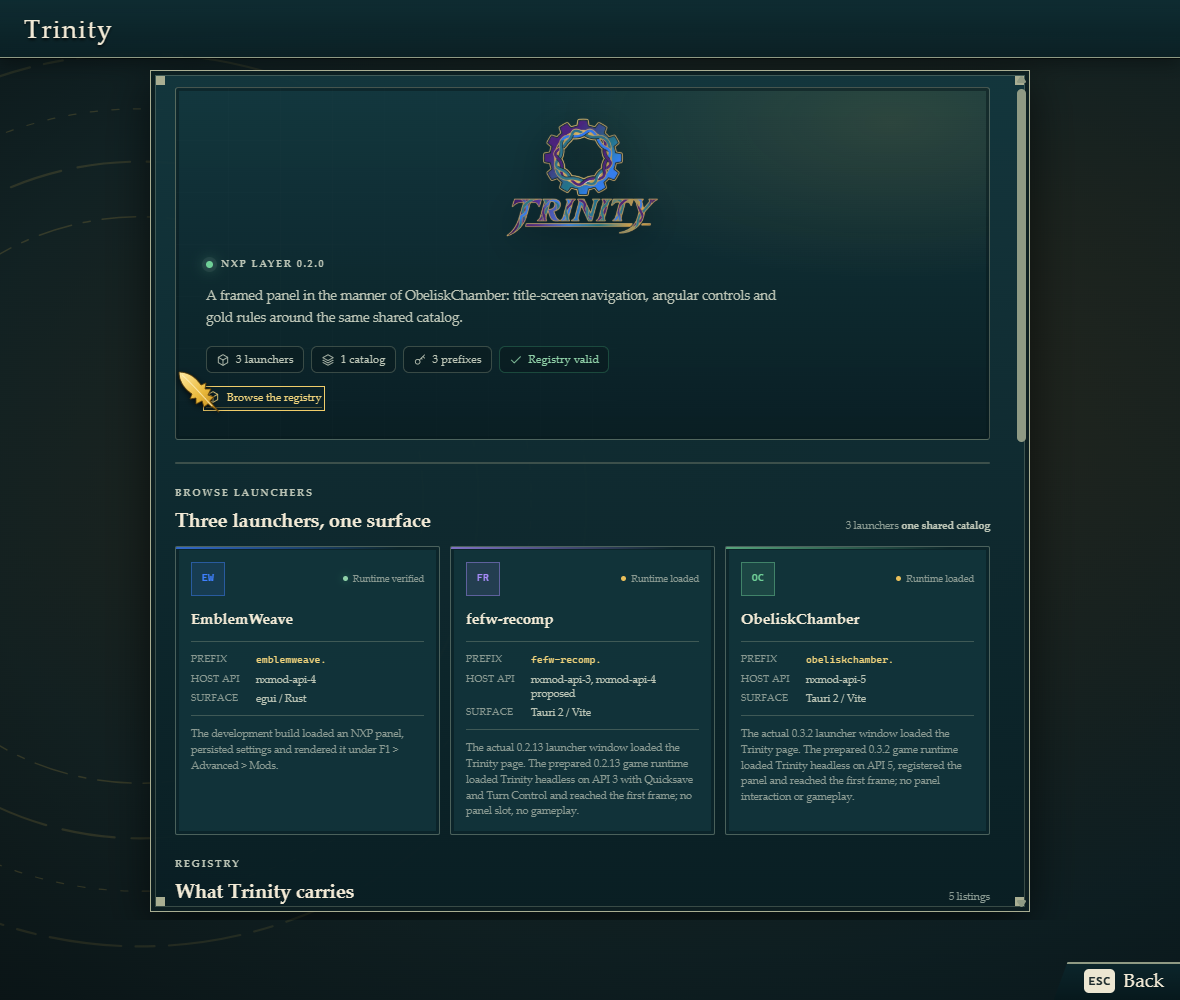 Trinity
TRINITY
NXP LAYER 0.2.0
A framed panel in the manner of ObeliskChamber: title-screen navigation, angular controls and
gold rules around the same shared catalog.
3 launchers
1 catalog
3 prefixes
Registry valid
Browse the registry
BROWSE LAUNCHERS
Three launchers, one surface
3 launchers one shared catalog
EW
Runtime verified
EmblemWeave
PREFIX emblemweave.
HOST API nxmod-api-4
SURFACE egui / Rust
The development build loaded an NXP panel,
persisted settings and rendered it under F1 >
Advanced > Mods.
FR
Runtime loaded
fefw-recomp
PREFIX fefw-recomp.
HOST API nxmod-api-3, nxmod-api-4
proposed
SURFACE Tauri 2 / Vite
The actual 0.2.13 launcher window loaded the
Trinity page. The prepared 0.2.13 game runtime
loaded Trinity headless on API 3 with Quicksave
and Turn Control and reached the first frame; no
panel slot, no gameplay.
OC
Runtime loaded
ObeliskChamber
PREFIX obeliskchamber.
HOST API nxmod-api-5
SURFACE Tauri 2 / Vite
The actual 0.3.2 launcher window loaded the
Trinity page. The prepared 0.3.2 game runtime
loaded Trinity headless on API 5, registered the
panel and reached the first frame; no panel
interaction or gameplay.
REGISTRY
What Trinity carries
5 listings
ESC Back